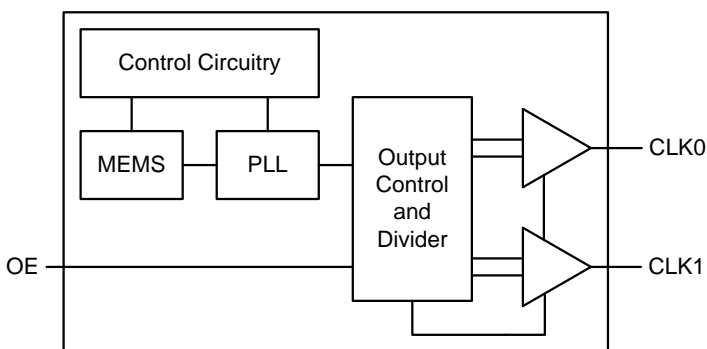 Control Circuitry
MEMS
PLL
Output
Control
and
Divider
CLK0
OE
CLK1